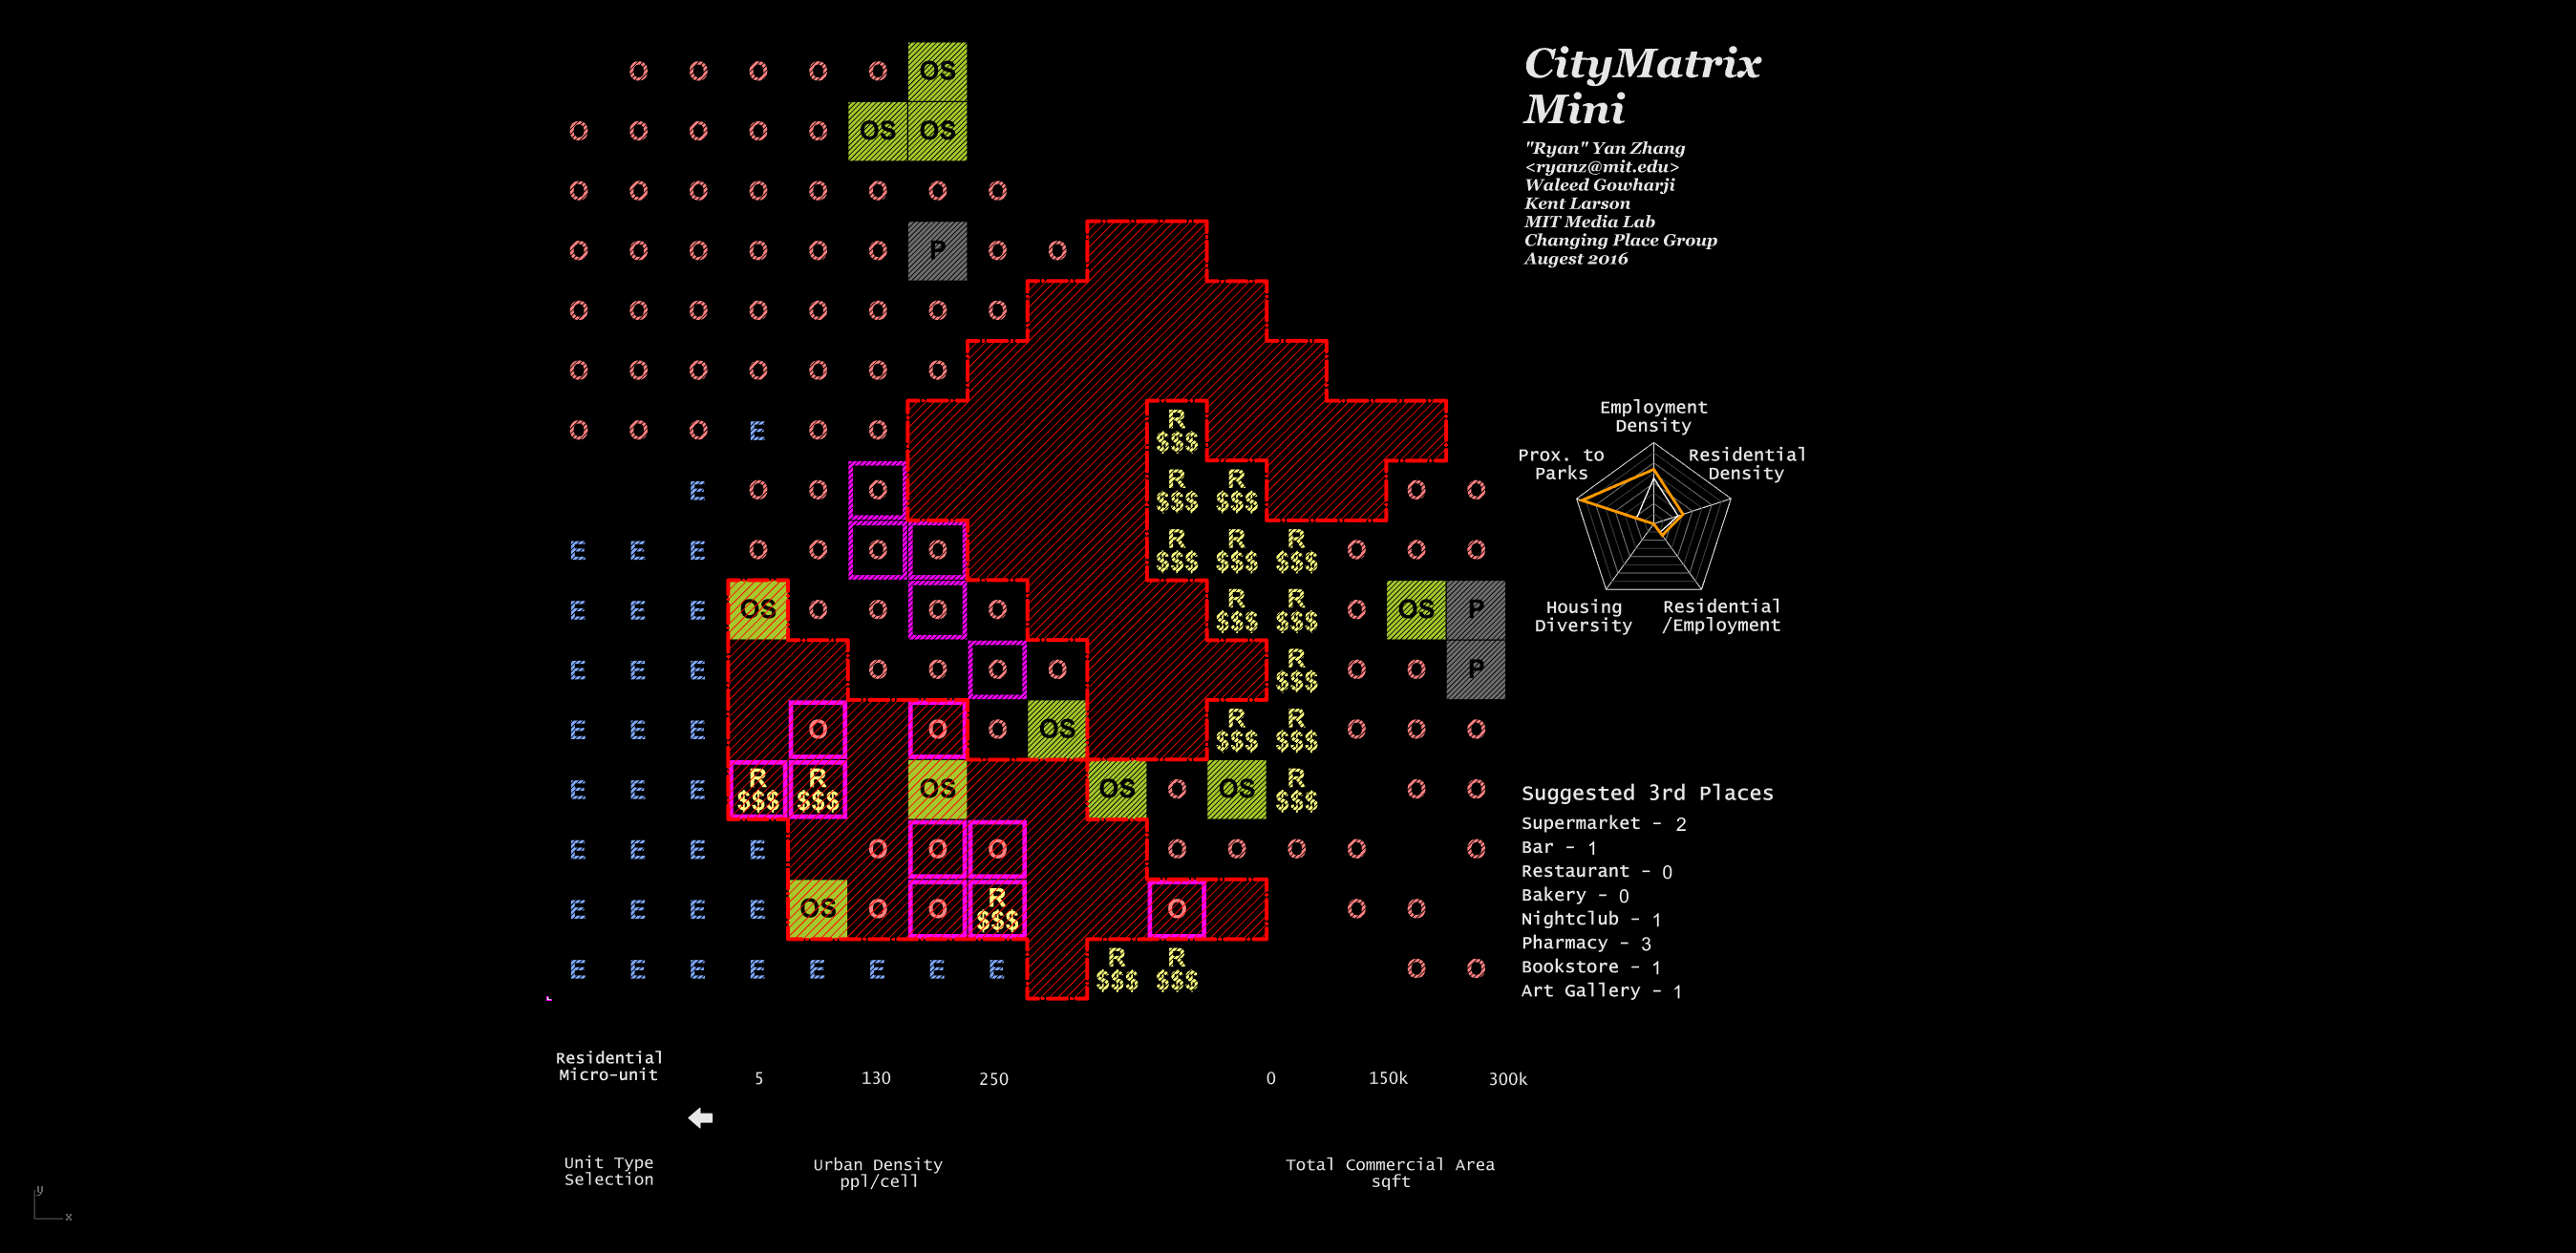 CityMatrix
Mini
"Ryan" Yan Zhang
<ryanz@mit.edu>
Waleed Gowharji
Kent Larson
MIT Media Lab
Changing Place Group
Augest 2016
O O O O O OS
O O O O O OS OS
O O O O O O O O
O O O O O O P O O
O O O O O O O O
O O O O O O O
O O O E O O R
$$$
E O O O R R O O
$$$ $$$
E E E O O O O R R R O O O
$$$ $$$ $$$
E E E OS O O O O R R O OS P
$$$ $$$
E E E O O O O R O O P
$$$
E E E O O O OS R R O O O
$$$ $$$
E E E R R OS OS O OS R O O
$$$ $$$ $$$
E E E E O O O O O O O O
E E E E OS O O R O O O
$$$
E E E E E E E E R R O O
$$$ $$$
Employment
Density
Prox. to
Parks
Residential
Density
Housing
Diversity
Residential
/Employment
Suggested 3rd Places
Supermarket - 2
Bar - 1
Restaurant - 0
Bakery - 0
Nightclub - 1
Pharmacy - 3
Bookstore - 1
Art Gallery - 1
Residential
Micro-unit
5 130 250
0 150k 300k
Unit Type
Selection
Urban Density
ppl/cell
Total Commercial Area
sqft
y
x